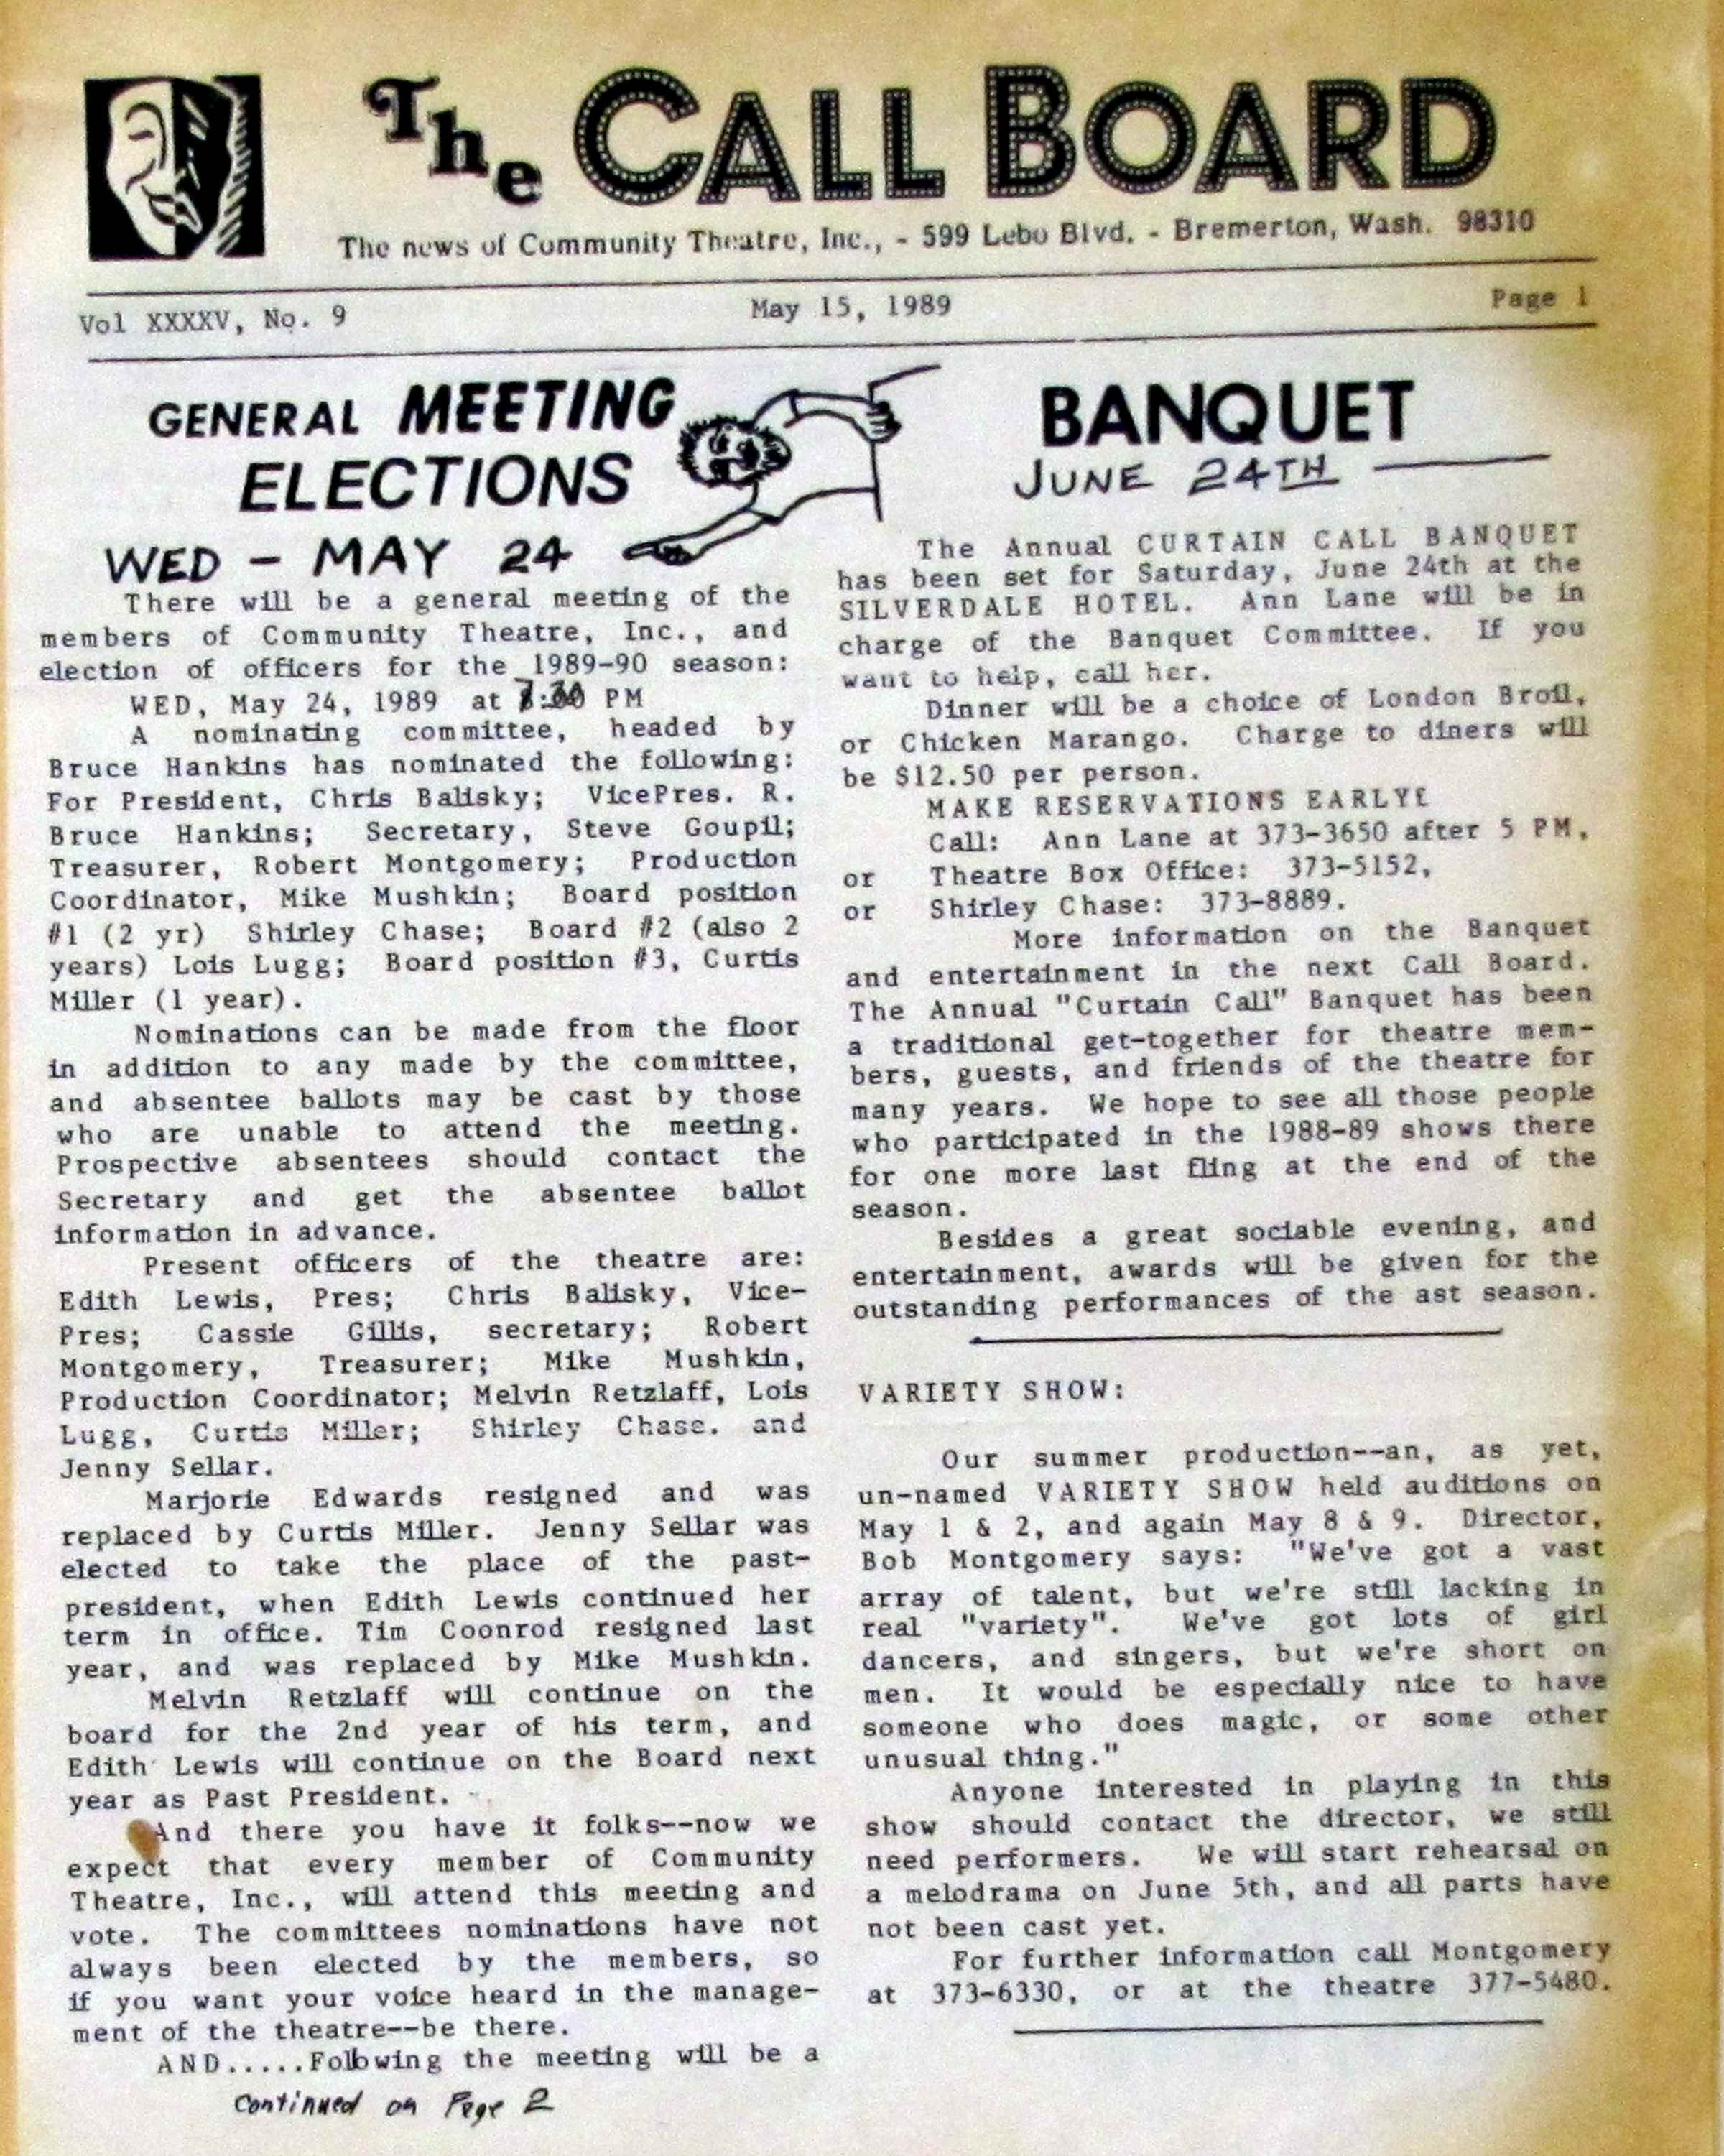 The CALL BOARD
The news of Community Theatre, Inc., - 599 Lebo Blvd. - Bremerton, Wash. 98310
Vol XXXXV, No. 9 May 15, 1989 Page 1
GENERAL MEETING
ELECTIONS
WED - MAY 24
There will be a general meeting of the
members of Community Theatre, Inc., and
election of officers for the 1989-90 season:
WED, May 24, 1989 at 7:30 PM
A nominating committee, headed by
Bruce Hankins has nominated the following:
For President, Chris Balisky; VicePres. R.
Bruce Hankins; Secretary, Steve Goupil;
Treasurer, Robert Montgomery; Production
Coordinator, Mike Mushkin; Board position
#1 (2 yr) Shirley Chase; Board #2 (also 2
years) Lois Lugg; Board position #3, Curtis
Miller (1 year).
Nominations can be made from the floor
in addition to any made by the committee,
and absentee ballots may be cast by those
who are unable to attend the meeting.
Prospective absentees should contact the
Secretary and get the absentee ballot
information in advance.
Present officers of the theatre are:
Edith Lewis, Pres; Chris Balisky, Vice-
Pres; Cassie Gillis, secretary; Robert
Montgomery, Treasurer; Mike Mushkin,
Production Coordinator; Melvin Retzlaff, Lois
Lugg, Curtis Miller; Shirley Chase. and
Jenny Sellar.
Marjorie Edwards resigned and was
replaced by Curtis Miller. Jenny Sellar was
elected to take the place of the past-
president, when Edith Lewis continued her
term in office. Tim Coonrod resigned last
year, and was replaced by Mike Mushkin.
Melvin Retzlaff will continue on the
board for the 2nd year of his term, and
Edith Lewis will continue on the Board next
year as Past President.
And there you have it folks--now we
expect that every member of Community
Theatre, Inc., will attend this meeting and
vote. The committees nominations have not
always been elected by the members, so
if you want your voice heard in the manage-
ment of the theatre--be there.
AND.....Following the meeting will be a
Continued on Page 2
BANQUET
JUNE 24TH
The Annual CURTAIN CALL BANQUET
has been set for Saturday, June 24th at the
SILVERDALE HOTEL. Ann Lane will be in
charge of the Banquet Committee. If you
want to help, call her.
Dinner will be a choice of London Broil,
or Chicken Marango. Charge to diners will
be $12.50 per person.
MAKE RESERVATIONS EARLY!
Call: Ann Lane at 373-3650 after 5 PM,
or Theatre Box Office: 373-5152,
or Shirley Chase: 373-8889.
More information on the Banquet
and entertainment in the next Call Board.
The Annual "Curtain Call" Banquet has been
a traditional get-together for theatre mem-
bers, guests, and friends of the theatre for
many years. We hope to see all those people
who participated in the 1988-89 shows there
for one more last fling at the end of the
season.
Besides a great sociable evening, and
entertainment, awards will be given for the
outstanding performances of the ast season.
VARIETY SHOW:
Our summer production--an, as yet,
un-named VARIETY SHOW held auditions on
May 1 & 2, and again May 8 & 9. Director,
Bob Montgomery says: "We've got a vast
array of talent, but we're still lacking in
real "variety". We've got lots of girl
dancers, and singers, but we're short on
men. It would be especially nice to have
someone who does magic, or some other
unusual thing."
Anyone interested in playing in this
show should contact the director, we still
need performers. We will start rehearsal on
a melodrama on June 5th, and all parts have
not been cast yet.
For further information call Montgomery
at 373-6330, or at the theatre 377-5480.